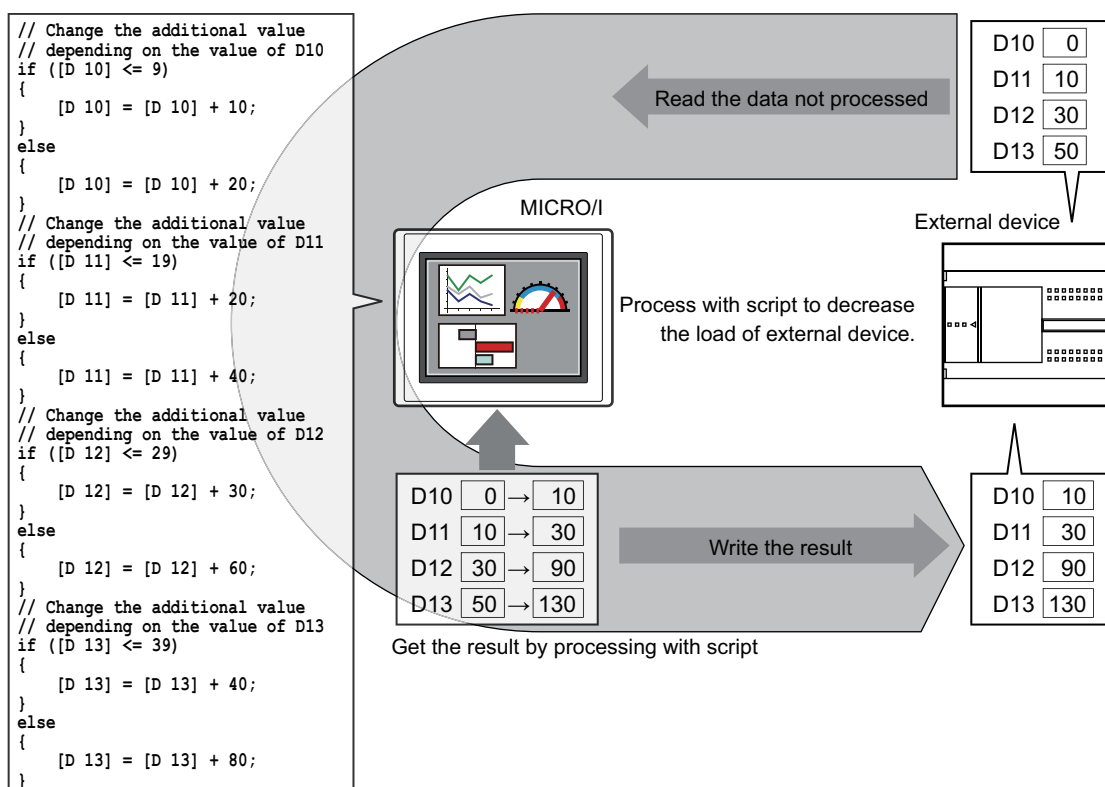 // Change the additional value
// depending on the value of D10
if ([D 10] <= 9)
{
    [D 10] = [D 10] + 10;
}
else
{
    [D 10] = [D 10] + 20;
}
// Change the additional value
// depending on the value of D11
if ([D 11] <= 19)
{
    [D 11] = [D 11] + 20;
}
else
{
    [D 11] = [D 11] + 40;
}
// Change the additional value
// depending on the value of D12
if ([D 12] <= 29)
{
    [D 12] = [D 12] + 30;
}
else
{
    [D 12] = [D 12] + 60;
}
// Change the additional value
// depending on the value of D13
if ([D 13] <= 39)
{
    [D 13] = [D 13] + 40;
}
else
{
    [D 13] = [D 13] + 80;
}
Read the data not processed
D10 0
D11 10
D12 30
D13 50
MICRO/I
External device
Process with script to decrease
the load of external device.
D10 0 → 10
D11 10 → 30
D12 30 → 90
D13 50 → 130
Get the result by processing with script
Write the result
D10 10
D11 30
D12 90
D13 130